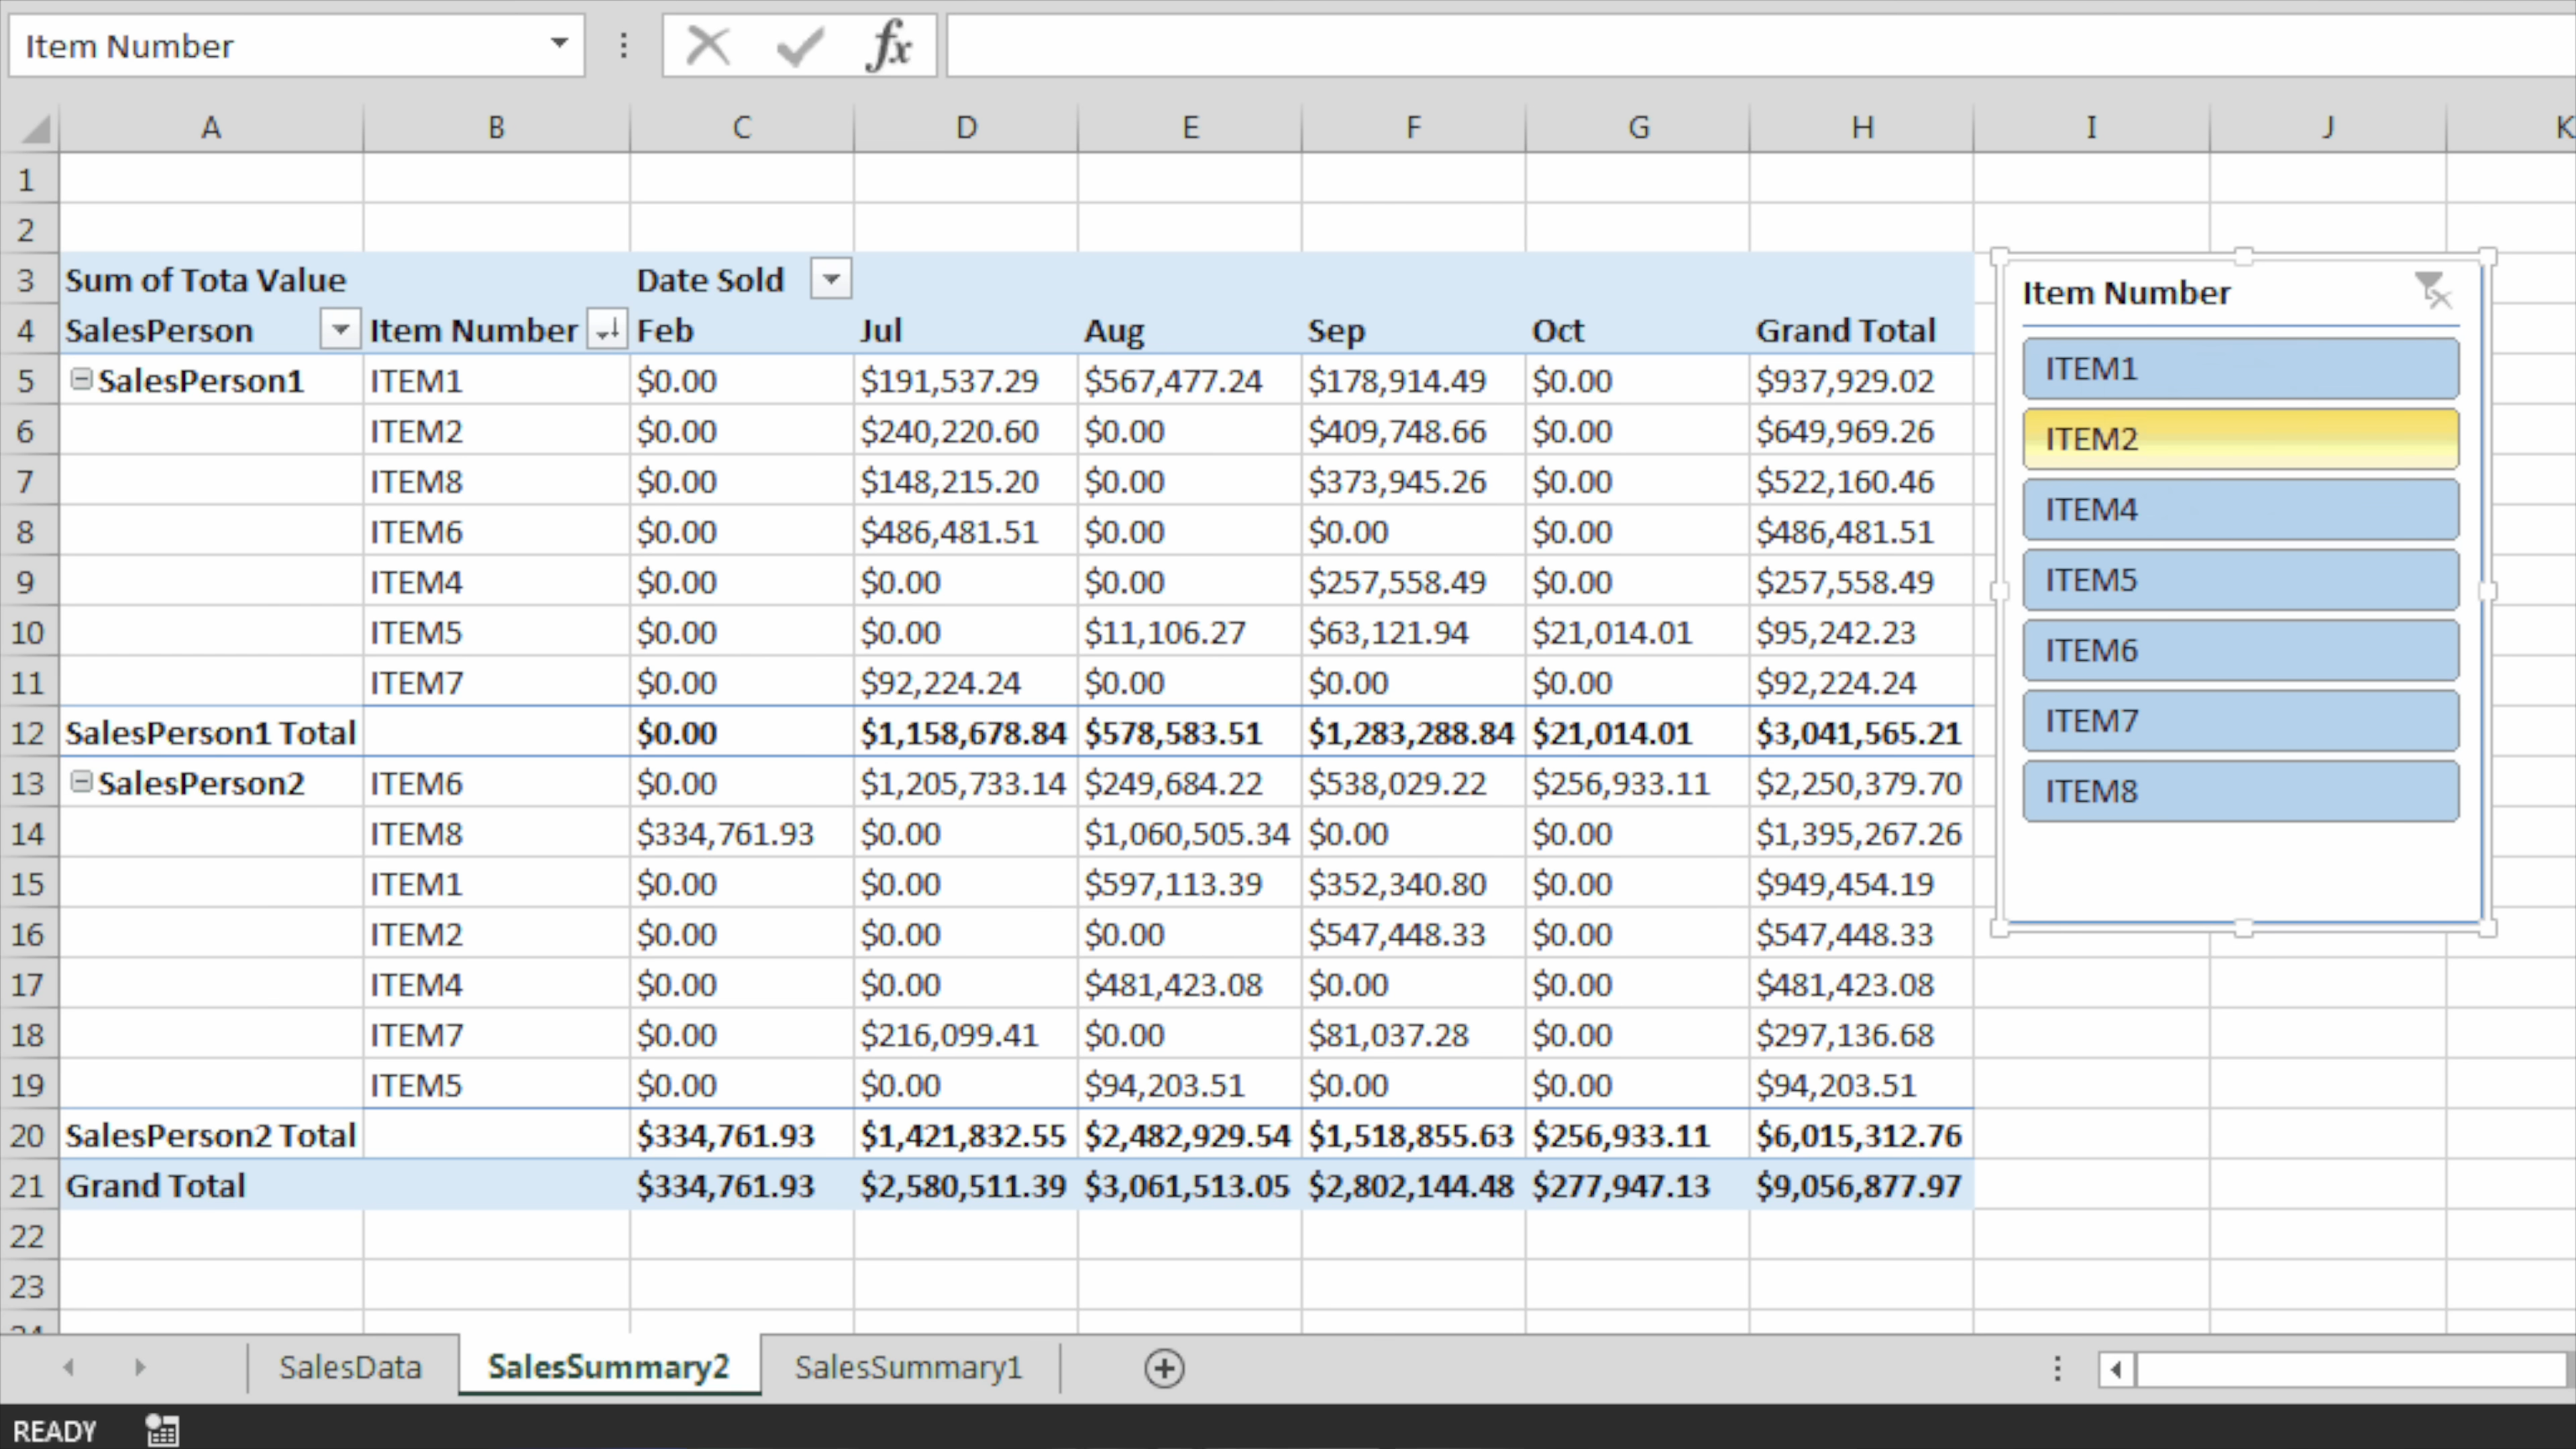 Item Number fx
A B C D E F G H I J K
1
2
3 Sum of Tota Value Date Sold
4 SalesPerson Item Number Feb Jul Aug Sep Oct Grand Total
5 SalesPerson1 ITEM1 $0.00 $191,537.29 $567,477.24 $178,914.49 $0.00 $937,929.02
6 ITEM2 $0.00 $240,220.60 $0.00 $409,748.66 $0.00 $649,969.26
7 ITEM8 $0.00 $148,215.20 $0.00 $373,945.26 $0.00 $522,160.46
8 ITEM6 $0.00 $486,481.51 $0.00 $0.00 $0.00 $486,481.51
9 ITEM4 $0.00 $0.00 $0.00 $257,558.49 $0.00 $257,558.49
10 ITEM5 $0.00 $0.00 $11,106.27 $63,121.94 $21,014.01 $95,242.23
11 ITEM7 $0.00 $92,224.24 $0.00 $0.00 $0.00 $92,224.24
12 SalesPerson1 Total $0.00 $1,158,678.84 $578,583.51 $1,283,288.84 $21,014.01 $3,041,565.21
13 SalesPerson2 ITEM6 $0.00 $1,205,733.14 $249,684.22 $538,029.22 $256,933.11 $2,250,379.70
14 ITEM8 $334,761.93 $0.00 $1,060,505.34 $0.00 $0.00 $1,395,267.26
15 ITEM1 $0.00 $0.00 $597,113.39 $352,340.80 $0.00 $949,454.19
16 ITEM2 $0.00 $0.00 $0.00 $547,448.33 $0.00 $547,448.33
17 ITEM4 $0.00 $0.00 $481,423.08 $0.00 $0.00 $481,423.08
18 ITEM7 $0.00 $216,099.41 $0.00 $81,037.28 $0.00 $297,136.68
19 ITEM5 $0.00 $0.00 $94,203.51 $0.00 $0.00 $94,203.51
20 SalesPerson2 Total $334,761.93 $1,421,832.55 $2,482,929.54 $1,518,855.63 $256,933.11 $6,015,312.76
21 Grand Total $334,761.93 $2,580,511.39 $3,061,513.05 $2,802,144.48 $277,947.13 $9,056,877.97
22
23
24
Item Number
ITEM1
ITEM2
ITEM4
ITEM5
ITEM6
ITEM7
ITEM8
SalesData SalesSummary2 SalesSummary1
READY